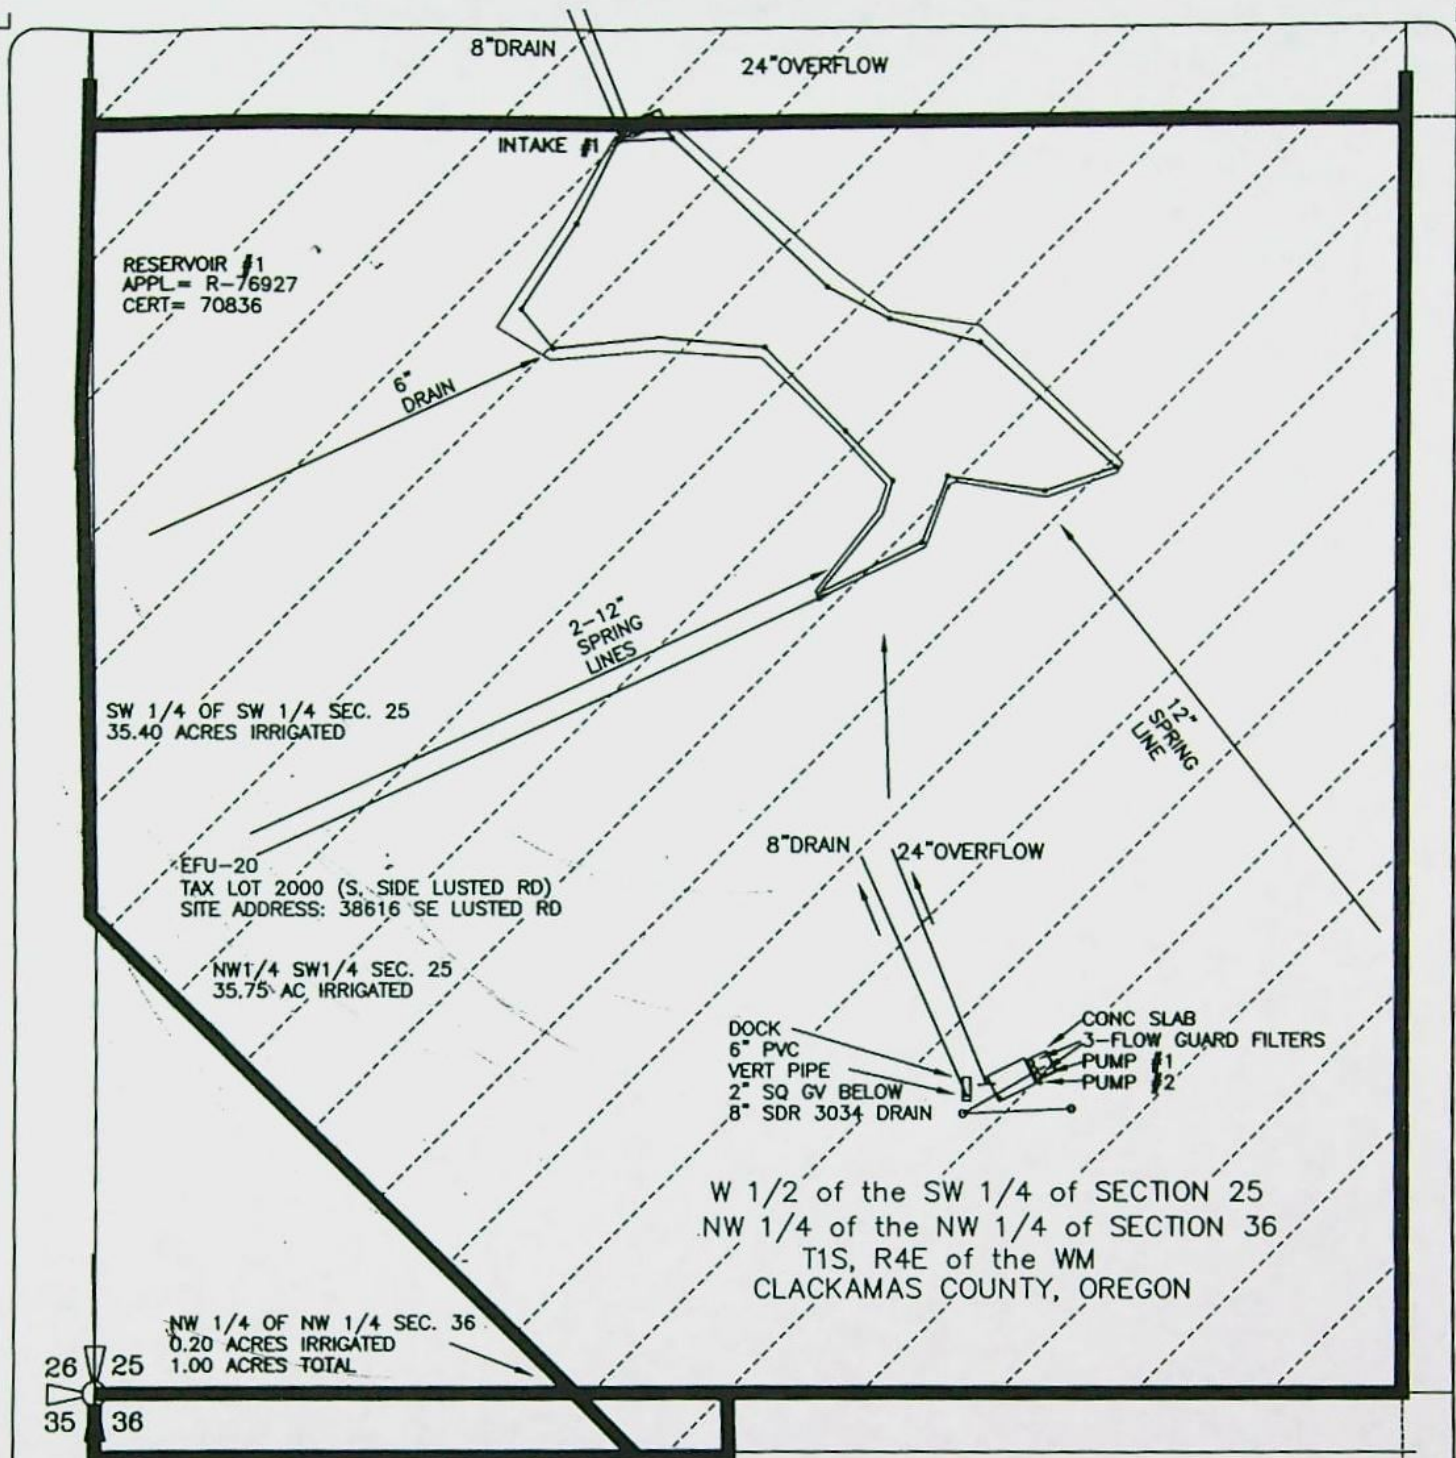 8"DRAIN
24"OVERFLOW
INTAKE #1
RESERVOIR #1
APPL.= R-76927
CERT= 70836
6"
DRAIN
2-12"
SPRING
LINES
SW 1/4 OF SW 1/4 SEC. 25
35.40 ACRES IRRIGATED
12"
SPRING
LINE
8"DRAIN
24"OVERFLOW
EFU-20
TAX LOT 2000 (S. SIDE LUSTED RD)
SITE ADDRESS: 38616 SE LUSTED RD
NW1/4 SW1/4 SEC. 25
35.75 AC IRRIGATED
DOCK
6" PVC
VERT PIPE
2" SQ GV BELOW
8" SDR 3034 DRAIN
CONC SLAB
3-FLOW GUARD FILTERS
PUMP #1
PUMP #2
W 1/2 of the SW 1/4 of SECTION 25
NW 1/4 of the NW 1/4 of SECTION 36
T1S, R4E of the WM
CLACKAMAS COUNTY, OREGON
NW 1/4 OF NW 1/4 SEC. 36
0.20 ACRES IRRIGATED
1.00 ACRES TOTAL
26 25
35 36